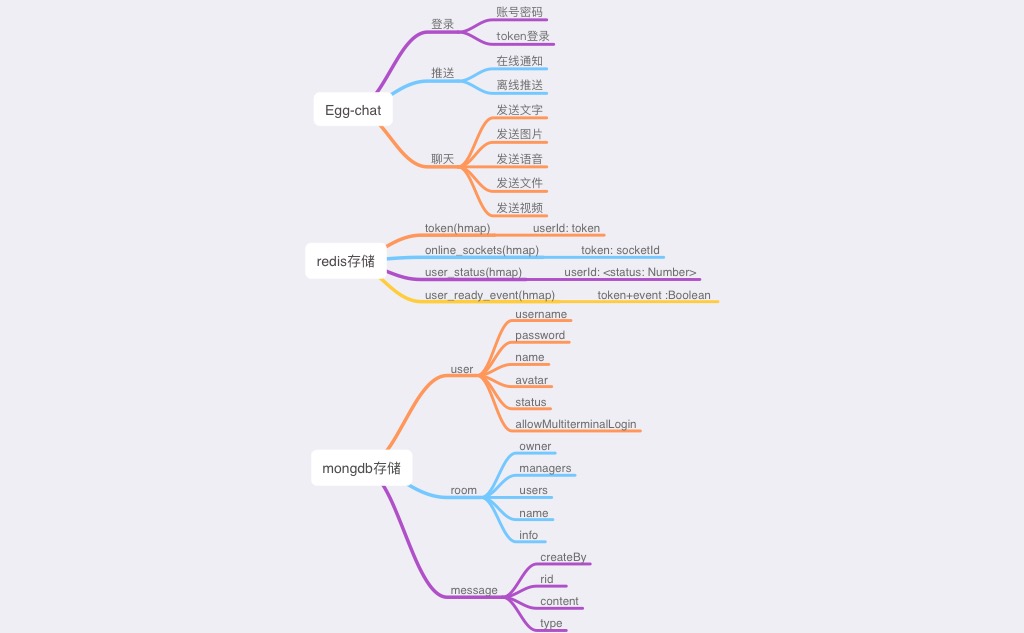 Egg-chat
登录
账号密码
token登录
推送
在线通知
离线推送
聊天
发送文字
发送图片
发送语音
发送文件
发送视频
redis存储
token(hmap) userId: token
online_sockets(hmap) token: socketId
user_status(hmap) userId: <status: Number>
user_ready_event(hmap) token+event :Boolean
mongdb存储
user
username
password
name
avatar
status
allowMultiterminalLogin
room
owner
managers
users
name
info
message
createBy
rid
content
type